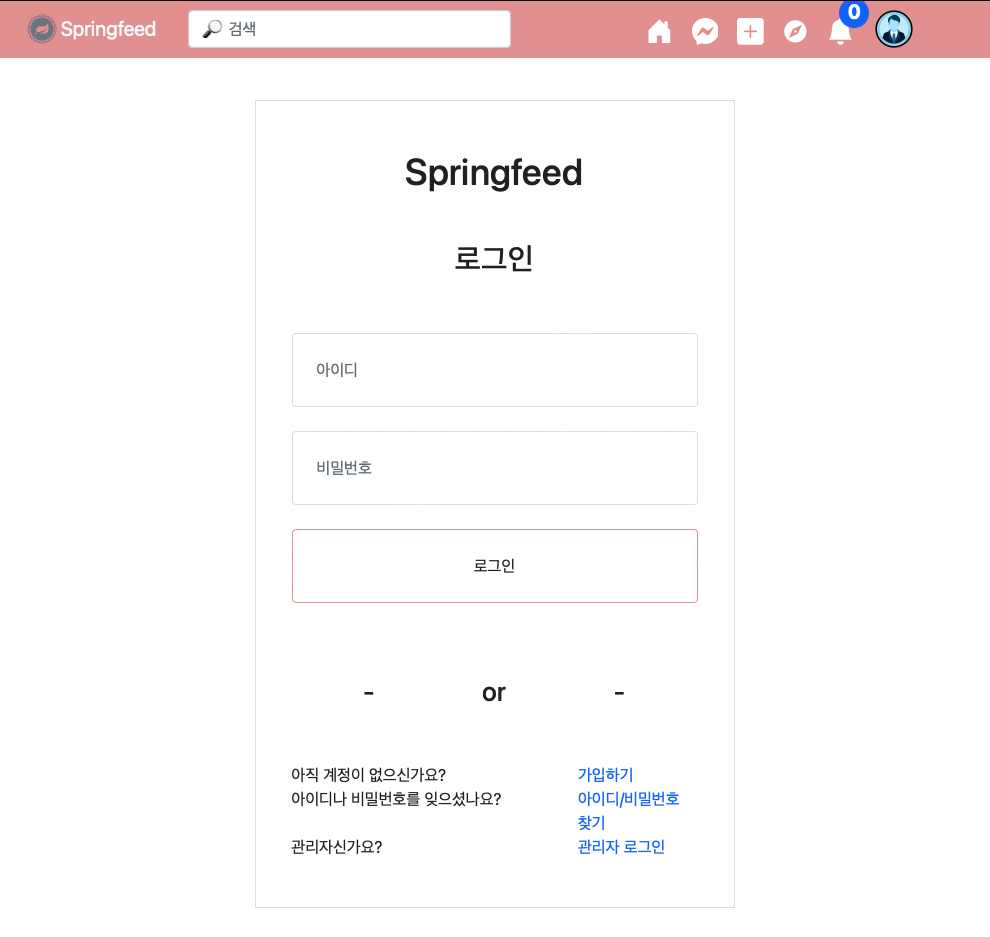 Springfeed
검색
0
Springfeed
로그인
아이디
비밀번호
로그인
- or -
아직 계정이 없으신가요? 가입하기
아이디나 비밀번호를 잊으셨나요? 아이디/비밀번호
찾기
관리자신가요? 관리자 로그인